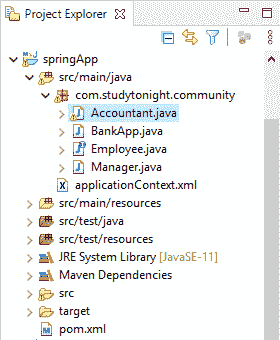 Project Explorer
springApp
src/main/java
com.studytonight.community
Accountant.java
BankApp.java
Employee.java
Manager.java
applicationContext.xml
src/main/resources
src/test/java
src/test/resources
JRE System Library [JavaSE-11]
Maven Dependencies
src
target
pom.xml